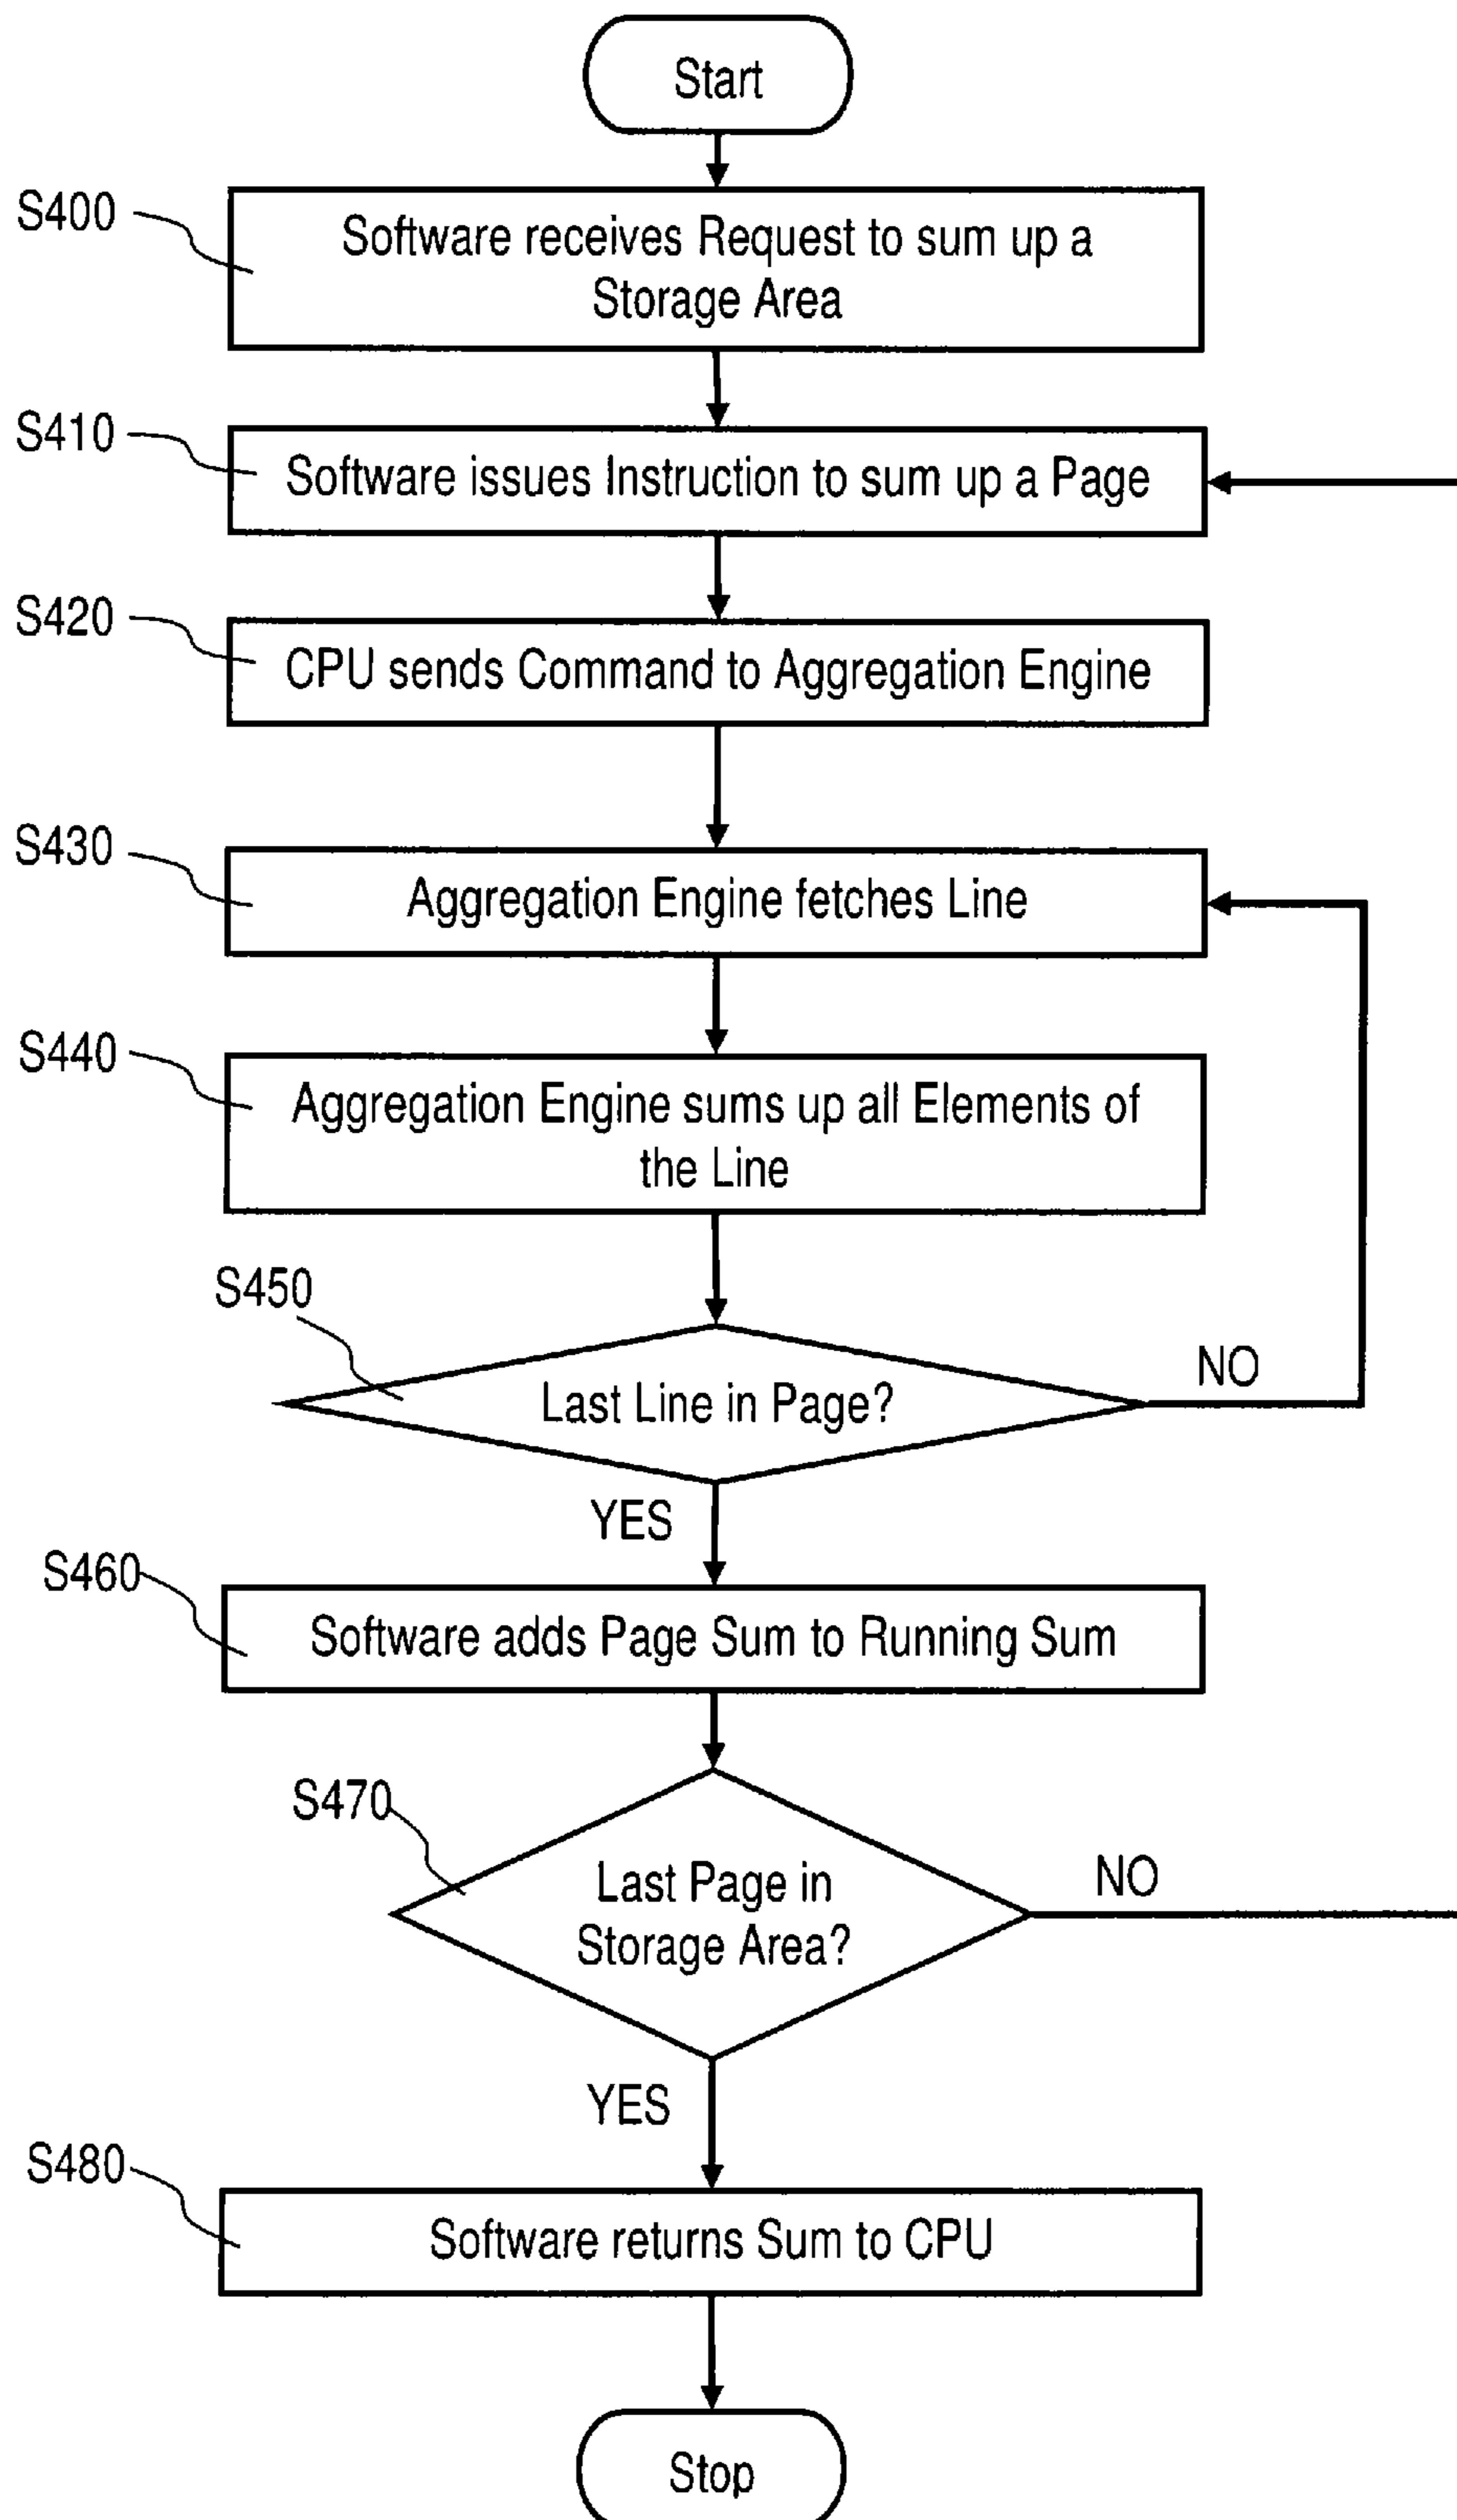 Start
S400
Software receives Request to sum up a
Storage Area
S410
Software issues Instruction to sum up a Page
S420
CPU sends Command to Aggregation Engine
S430
Aggregation Engine fetches Line
S440
Aggregation Engine sums up all Elements of
the Line
S450
Last Line in Page?
NO
YES
S460
Software adds Page Sum to Running Sum
S470
Last Page in
Storage Area?
NO
YES
S480
Software returns Sum to CPU
Stop